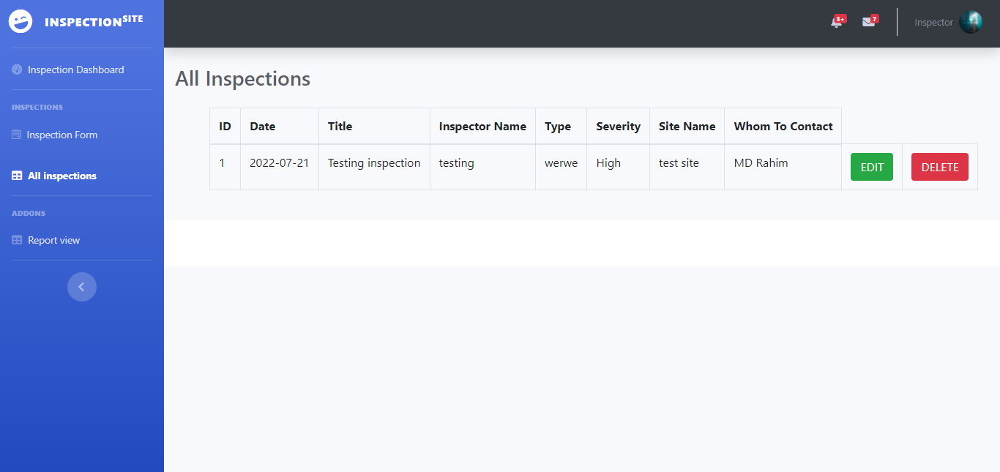 INSPECTIONSITE
3+
7
Inspector
Inspection Dashboard
INSPECTIONS
Inspection Form
All inspections
ADDONS
Report view
All Inspections
ID Date Title Inspector Name Type Severity Site Name Whom To Contact
1 2022-07-21 Testing inspection testing werwe High test site MD Rahim EDIT DELETE